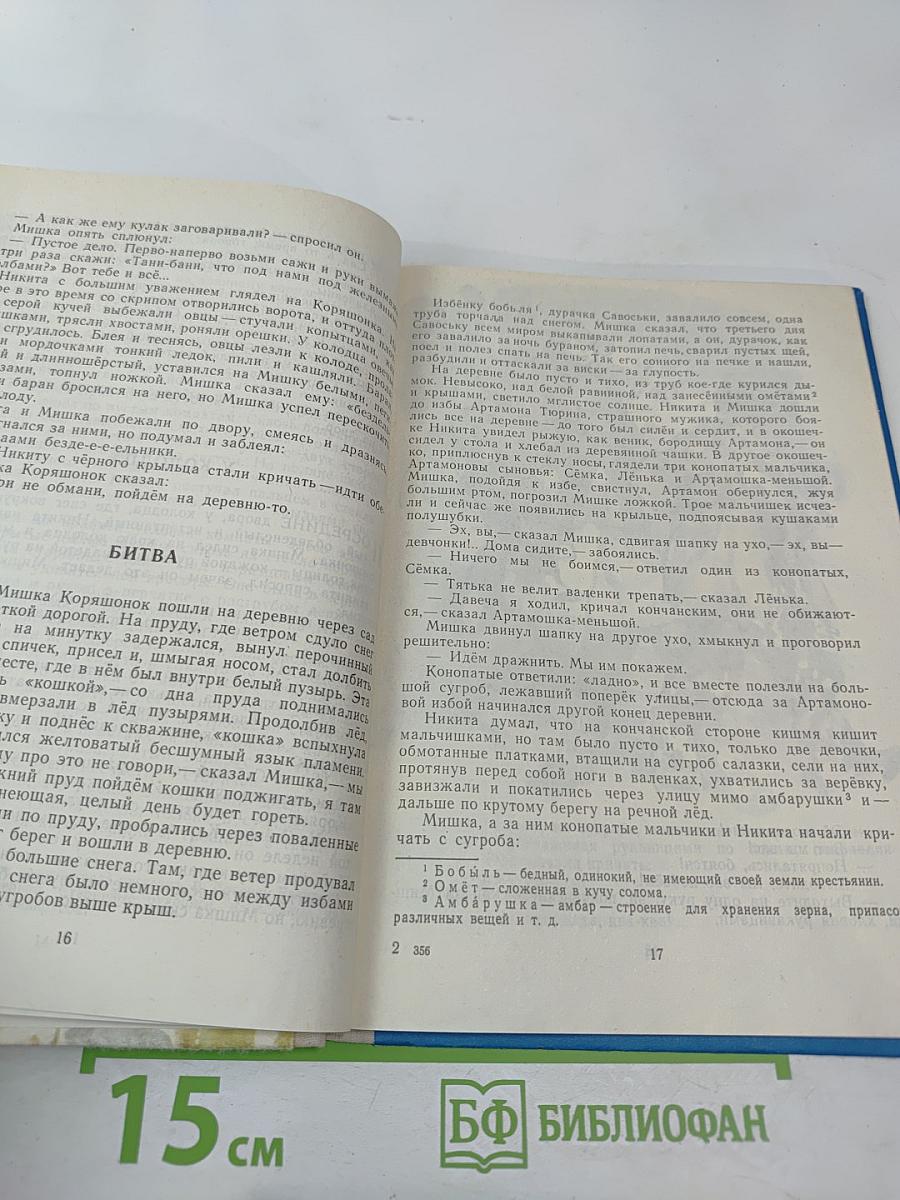 — А как же ему кулак заговаривали? — спросил он.
Мишка опять сплюнул:
— Пустое дело. Перво-наперво возьми сажи и руки вымажь
три раза скажи: «Тани-бани, что под нами под железными
олбами?» Вот тебе и всё...
Никита с большим уважением глядел на Коряшонка.
ре в это время со скрипом отворились ворота, и оттуда
серой кучей выбежали овцы — стучали копытцами,
шками, трясли хвостами, роняли орешки. У колодца
сгрудилось. Блея и теснясь, овцы лезли к колоде,
и мордочками тонкий ледок, пили и кашляли. Баран
й и длинношёрстый, уставился на Мишку белыми,
зами, топнул ножкой. Мишка сказал ему: «бездель
и баран бросился на него, но Мишка успел перескочить
лоду.
та и Мишка побежали по двору, смеясь и дразнясь
гнался за ними, но подумал и заблеял:
ааами безде-е-е-ельники.
Никиту с чёрного крыльца стали кричать — идти обе
ка Коряшонок сказал:
ри не обмани, пойдём на деревню-то.
БИТВА
Мишка Коряшонок пошли на деревню через сад
ткой дорогой. На пруду, где ветром сдуло снег
на минутку задержался, вынул перочинный
спичек, присел и, шмыгая носом, стал долбить
есте, где в нём был внутри белый пузырь. Эта
ь «кошкой»,— со дна пруда поднимались
вмерзали в лёд пузырями. Продолбив лёд,
ку и поднёс к скважине, «кошка» вспыхнула
лся желтоватый бесшумный язык пламени.
у про это не говори,— сказал Мишка,— мы
жний пруд пойдём кошки поджигать, я там
неющая, целый день будет гореть.
ли по пруду, пробрались через поваленные
г берег и вошли в деревню.
большие снега. Там, где ветер продувал
снега было немного, но между избами
угробов выше крыш.
16
Избёнку бобыля¹, дурачка Савоськи, завалило совсем, одна
труба торчала над снегом. Мишка сказал, что третьего дня
Савоську всем миром выкапывали лопатами, а он, дурачок, как
его завалило за ночь бураном, затопил печь, сварил пустых щей,
поел и полез спать на печь. Так его сонного на печке и нашли,
разбудили и оттаскали за виски — за глупость.
На деревне было пусто и тихо, из труб кое-где курился ды-
мок. Невысоко, над белой равниной, над занесёнными омётами²
и крышами, светило мглистое солнце. Никита и Мишка дошли
до избы Артамона Тюрина, страшного мужика, которого боя-
лись все на деревне — до того был силён и сердит, и в окошеч-
ке Никита увидел рыжую, как веник, бородищу Артамона,— он
сидел у стола и хлебал из деревянной чашки. В другое окошеч-
ко, приплюснув к стеклу носы, глядели три конопатых мальчика,
Артамоновы сыновья: Сёмка, Лёнька и Артамошка-меньшой.
Мишка, подойдя к избе, свистнул, Артамон обернулся, жуя
большим ртом, погрозил Мишке ложкой. Трое мальчишек исчез-
ли и сейчас же появились на крыльце, подпоясывая кушаками
полушубки.
— Эх, вы,— сказал Мишка, сдвигая шапку на ухо,— эх, вы—
девчонки!.. Дома сидите,— забоялись.
— Ничего мы не боимся,— ответил один из конопатых,
Сёмка.
— Тятька не велит валенки трепать,— сказал Лёнька.
— Давеча я ходил, кричал кончанским, они не обижают-
ся,— сказал Артамошка-меньшой.
Мишка двинул шапку на другое ухо, хмыкнул и проговорил
решительно:
— Идём дражнить. Мы им покажем.
Конопатые ответили: «ладно», и все вместе полезли на боль-
шой сугроб, лежавший поперёк улицы,— отсюда за Артамоно-
вой избой начинался другой конец деревни.
Никита думал, что на кончанской стороне кишмя кишит
мальчишками, но там было пусто и тихо, только две девочки,
обмотанные платками, втащили на сугроб салазки, сели на них,
протянув перед собой ноги в валенках, ухватились за верёвку,
завизжали и покатились через улицу мимо амбарушки³ и —
дальше по крутому берегу на речной лёд.
Мишка, а за ним конопатые мальчики и Никита начали кри-
чать с сугроба:
¹ Бобы́ль — бедный, одинокий, не имеющий своей земли крестьянин.
² Омёт — сложенная в кучу солома.
³ Амба́рушка — амбар — строение для хранения зерна, припасо
различных вещей и т. д.
2 356
17
15 см
БФ БИБЛИОФАН